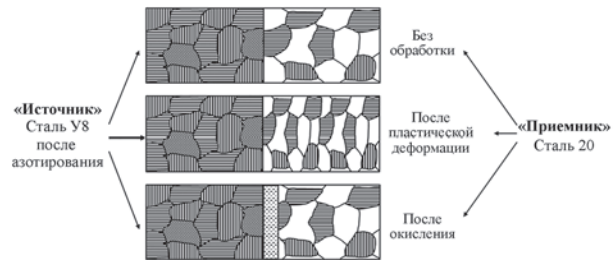 «Источник»
Сталь У8
после
азотирования
Без
обработки
После
пластической
деформации
После
окисления
«Приемник»
Сталь 20